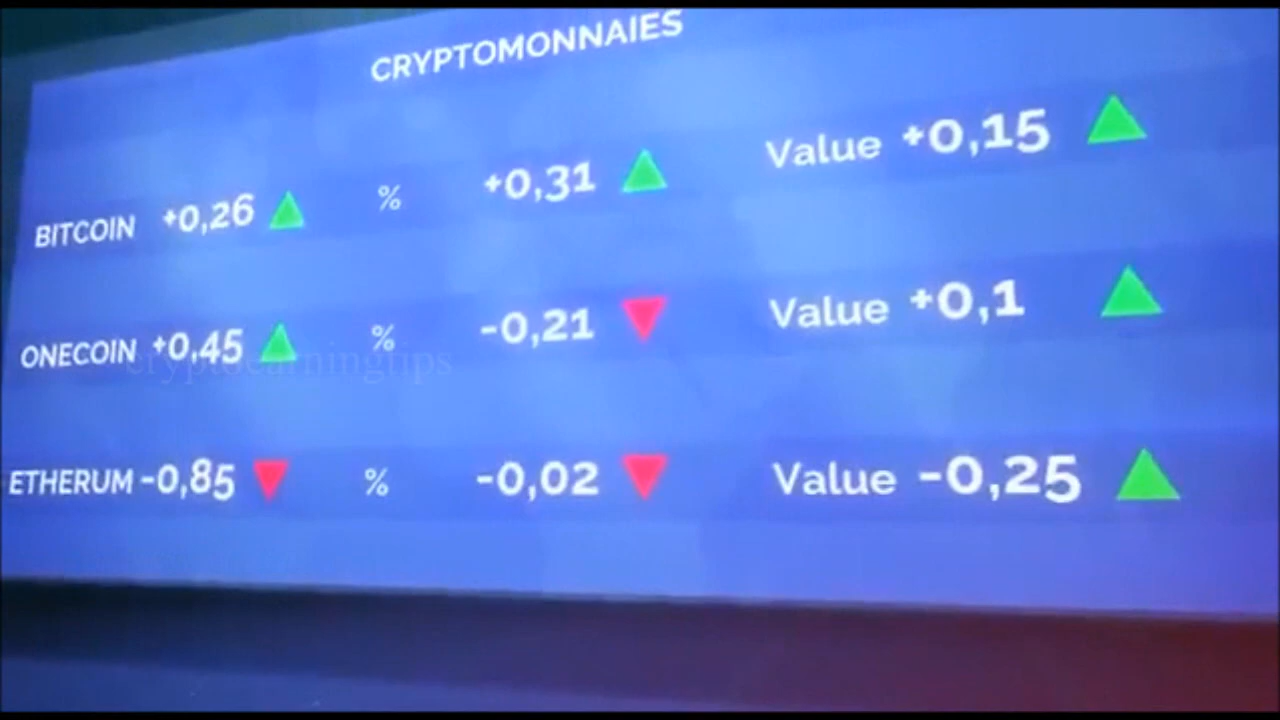 CRYPTOMONNAIES
BITCOIN +0,26 % +0,31 Value +0,15
ONECOIN +0,45 % -0,21 Value +0,1
cryptoearningtips
ETHERUM -0,85 % -0,02 Value -0,25